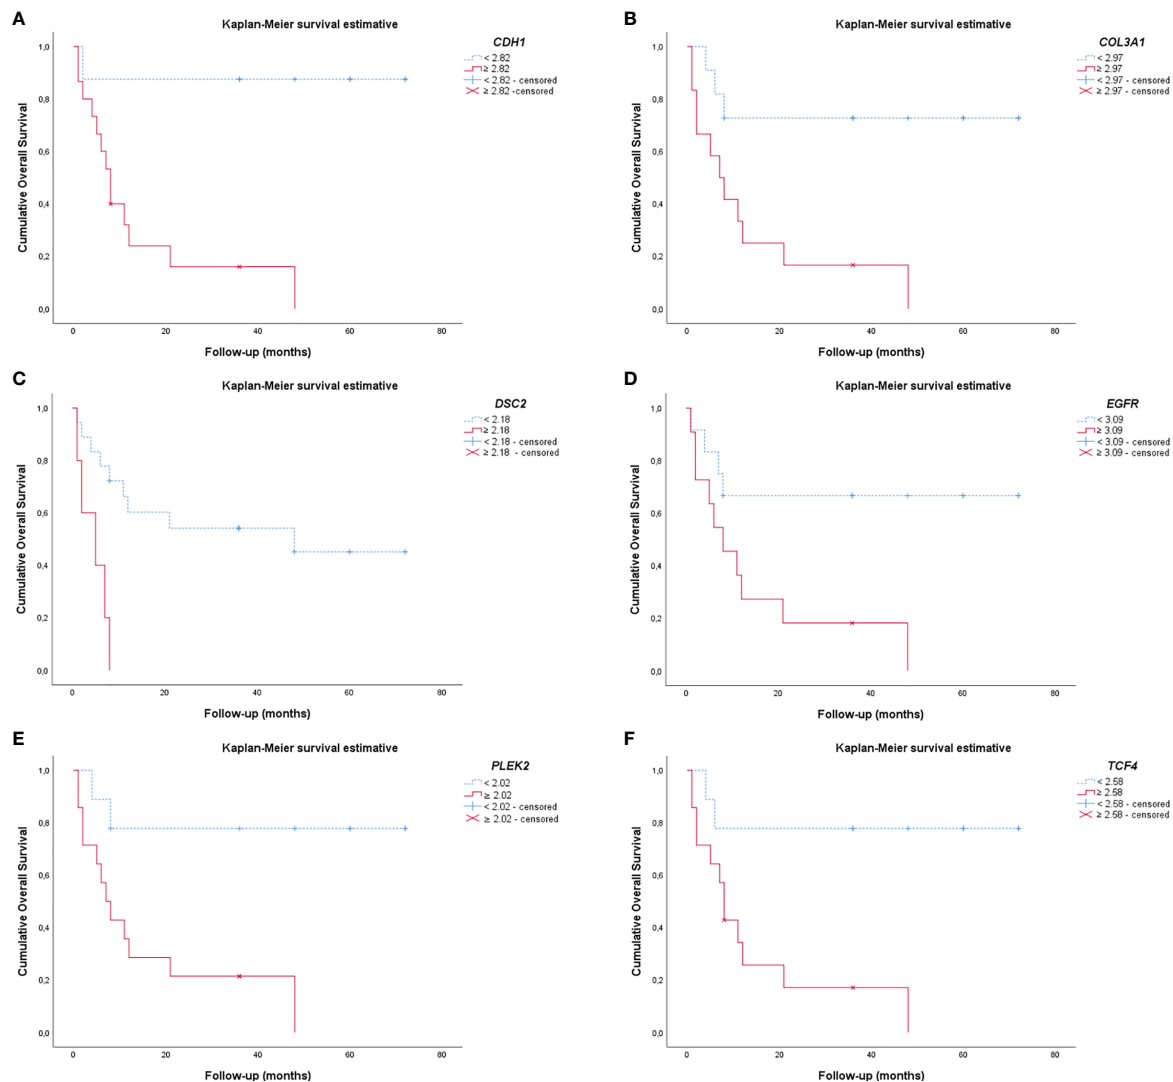 A
Kaplan-Meier survival estimative
CDH1
< 2.82
≥ 2.82
< 2.82 - censored
≥ 2.82 -censored
1,0
0,8
0,6
0,4
0,2
0,0
Cumulative Overall Survival
0 20 40 60 80
Follow-up (months)
B
Kaplan-Meier survival estimative
COL3A1
< 2.97
≥ 2.97
< 2.97 - censored
≥ 2.97 - censored
1,0
0,8
0,6
0,4
0,2
0,0
Cumulative Overall Survival
0 20 40 60 80
Follow-up (months)
C
Kaplan-Meier survival estimative
DSC2
< 2.18
≥ 2.18
< 2.18 - censored
≥ 2.18 - censored
1,0
0,8
0,6
0,4
0,2
0,0
Cumulative Overall Survival
0 20 40 60 80
Follow-up (months)
D
Kaplan-Meier survival estimative
EGFR
< 3.09
≥ 3.09
< 3.09 - censored
≥ 3.09 - censored
1,0
0,8
0,6
0,4
0,2
0,0
Cumulative Overall Survival
0 20 40 60 80
Follow-up (months)
E
Kaplan-Meier survival estimative
PLEK2
< 2.02
≥ 2.02
< 2.02 - censored
≥ 2.02 - censored
1,0
0,8
0,6
0,4
0,2
0,0
Cumulative Overall Survival
0 20 40 60 80
Follow-up (months)
F
Kaplan-Meier survival estimative
TCF4
< 2.58
≥ 2.58
< 2.58 - censored
≥ 2.58 - censored
1,0
0,8
0,6
0,4
0,2
0,0
Cumulative Overall Survival
0 20 40 60 80
Follow-up (months)